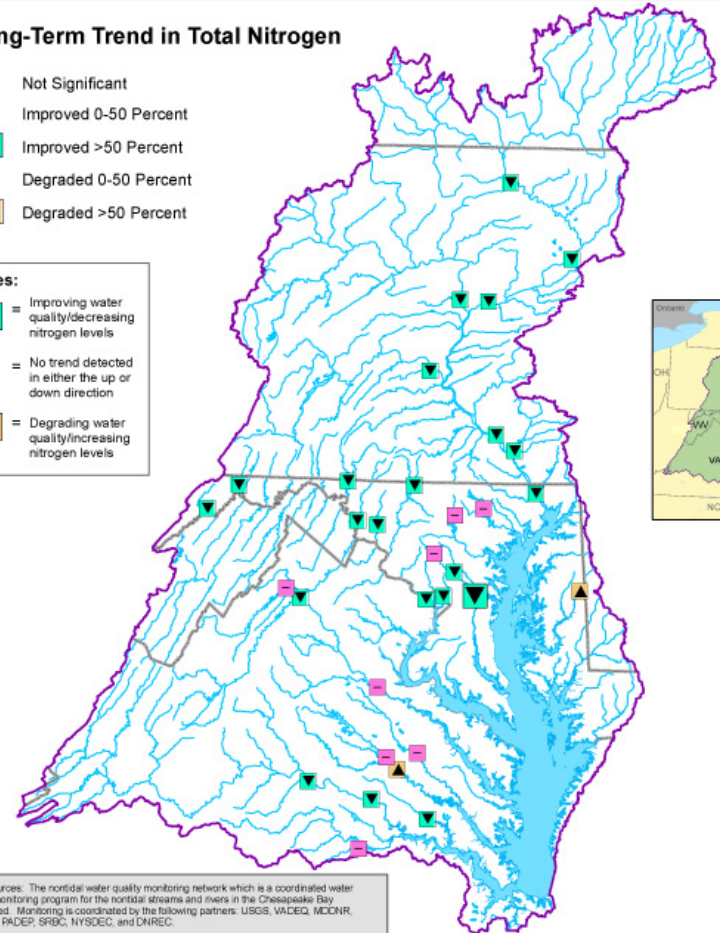 ng-Term Trend in Total Nitrogen
Not Significant
Improved 0-50 Percent
Improved >50 Percent
Degraded 0-50 Percent
Degraded >50 Percent
es:
= Improving water
quality/decreasing
nitrogen levels
= No trend detected
in either the up or
down direction
= Degrading water
quality/increasing
nitrogen levels
Ontario
OH
WV
VA
NC
urces: The nontidal water quality monitoring network which is a coordinated water
onitoring program for the nontidal streams and rivers in the Chesapeake Bay
ed. Monitoring is coordinated by the following partners: USGS, VADEQ, MDDNR,
PADEP, SRBC, NYSDEC, and DNREC.